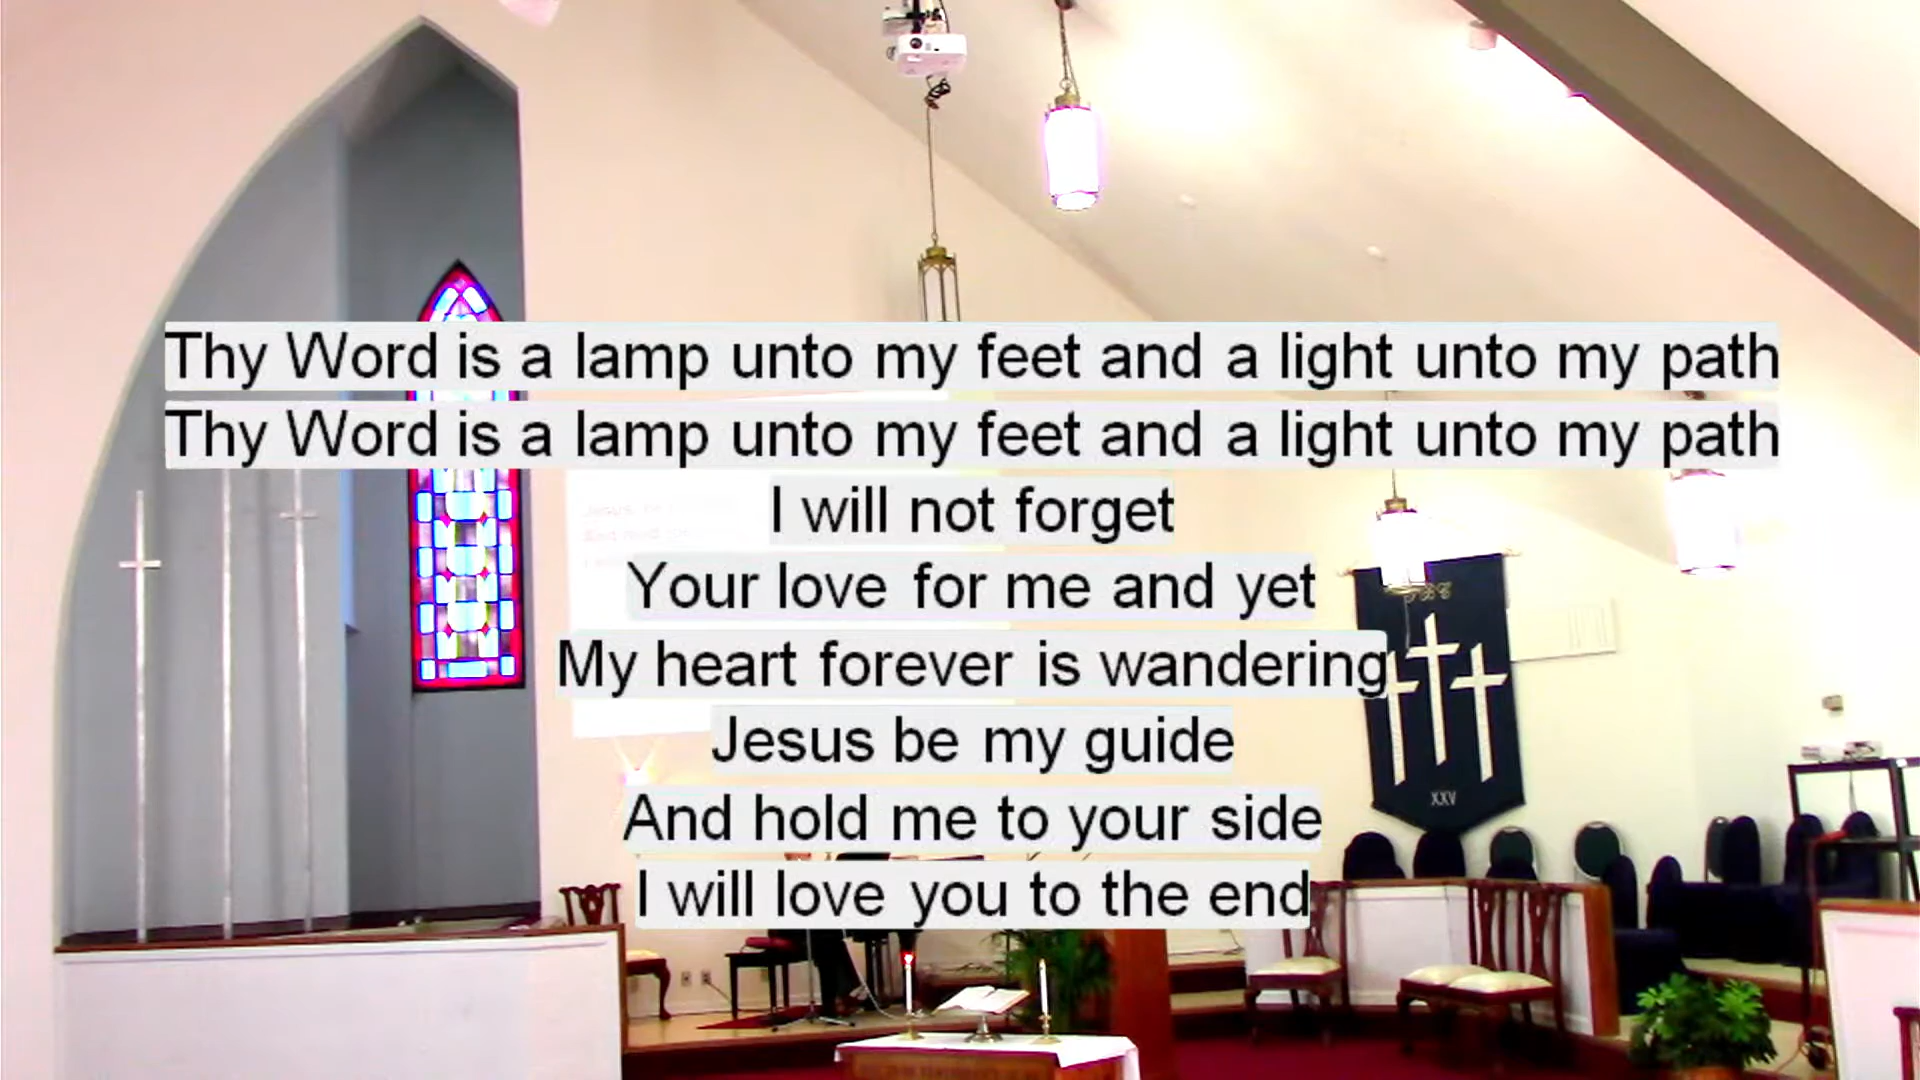 Thy Word is a lamp unto my feet and a light unto my path
Thy Word is a lamp unto my feet and a light unto my path
I will not forget
Your love for me and yet
My heart forever is wandering
Jesus be my guide
And hold me to your side
I will love you to the end
XXV